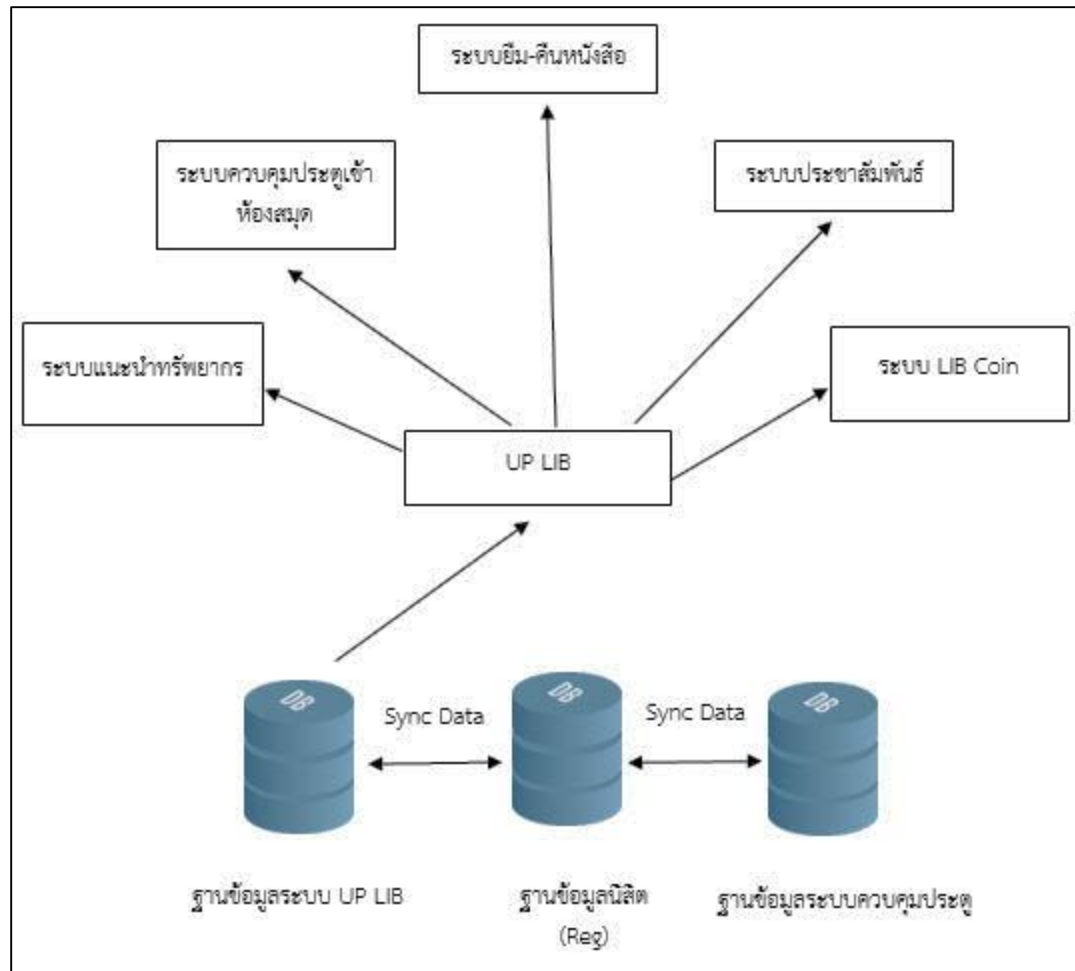 ระบบยืม-คืนหนังสือ
ระบบควบคุมประตูเข้า
ห้องสมุด
ระบบประชาสัมพันธ์
ระบบแนะนำทรัพยากร
ระบบ LIB Coin
UP LIB
DB
DB
DB
Sync Data
Sync Data
ฐานข้อมูลระบบ UP LIB
ฐานข้อมูลนิสิต
(Reg)
ฐานข้อมูลระบบควบคุมประตู